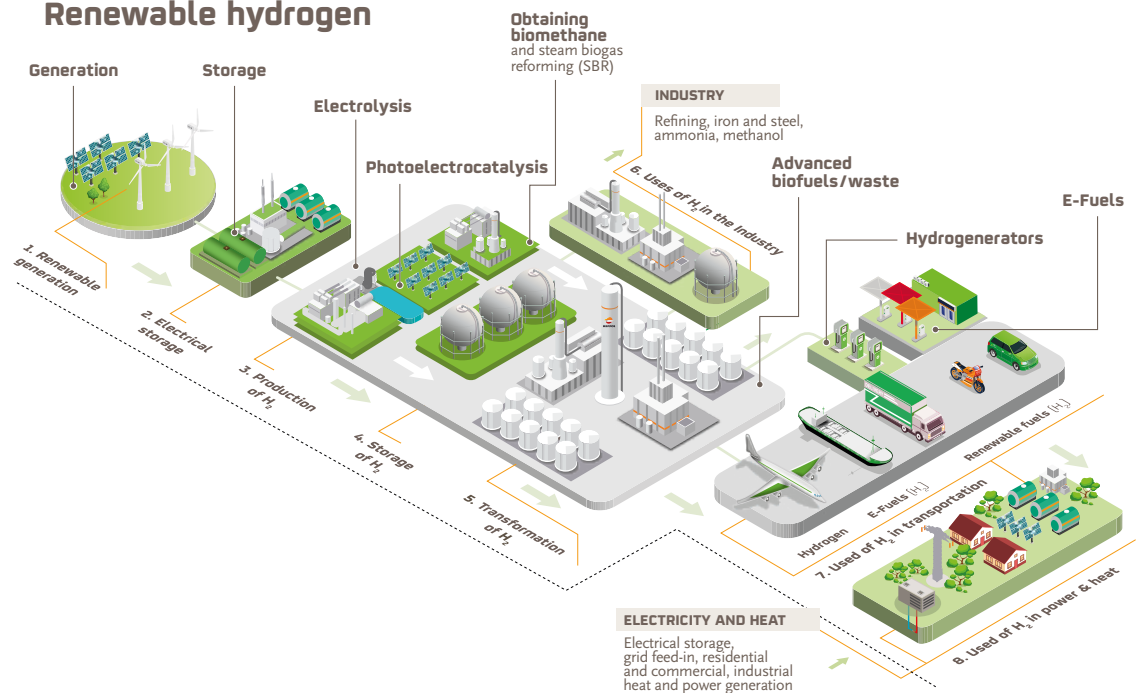 Renewable hydrogen
Generation
Storage
Electrolysis
Photoelectrocatalysis
Obtaining
biomethane
and steam biogas
reforming (SBR)
INDUSTRY
Refining, iron and steel,
ammonia, methanol
Advanced
biofuels/waste
E-Fuels
Hydrogenerators
1. Renewable
generation
2. Electrical
storage
3. Production
of H₂
4. Storage
of H₂
5. Transformation
of H₂
6. Uses of H₂ in the Industry
Hydrogen
E-Fuels (H₂)
Renewable fuels (H₂)
7. Used of H₂ in transportation
8. Used of H₂ in power & heat
ELECTRICITY AND HEAT
Electrical storage,
grid feed-in, residential
and commercial, industrial
heat and power generation